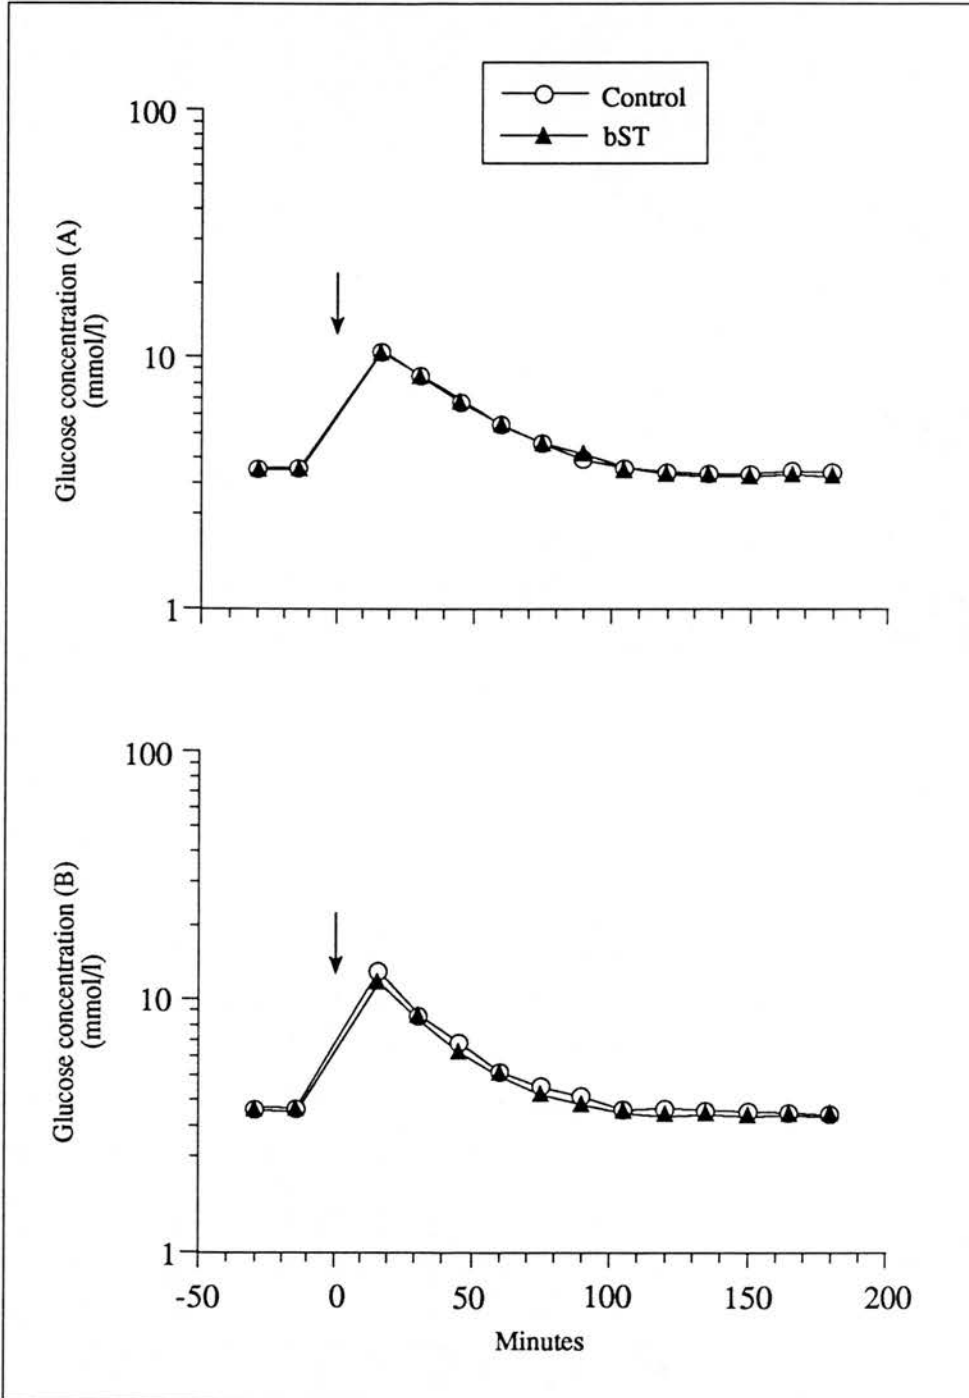 Control
bST
100
10
1
Glucose concentration (A)
(mmol/l)
100
10
1
Glucose concentration (B)
(mmol/l)
-50
0
50
100
150
200
Minutes